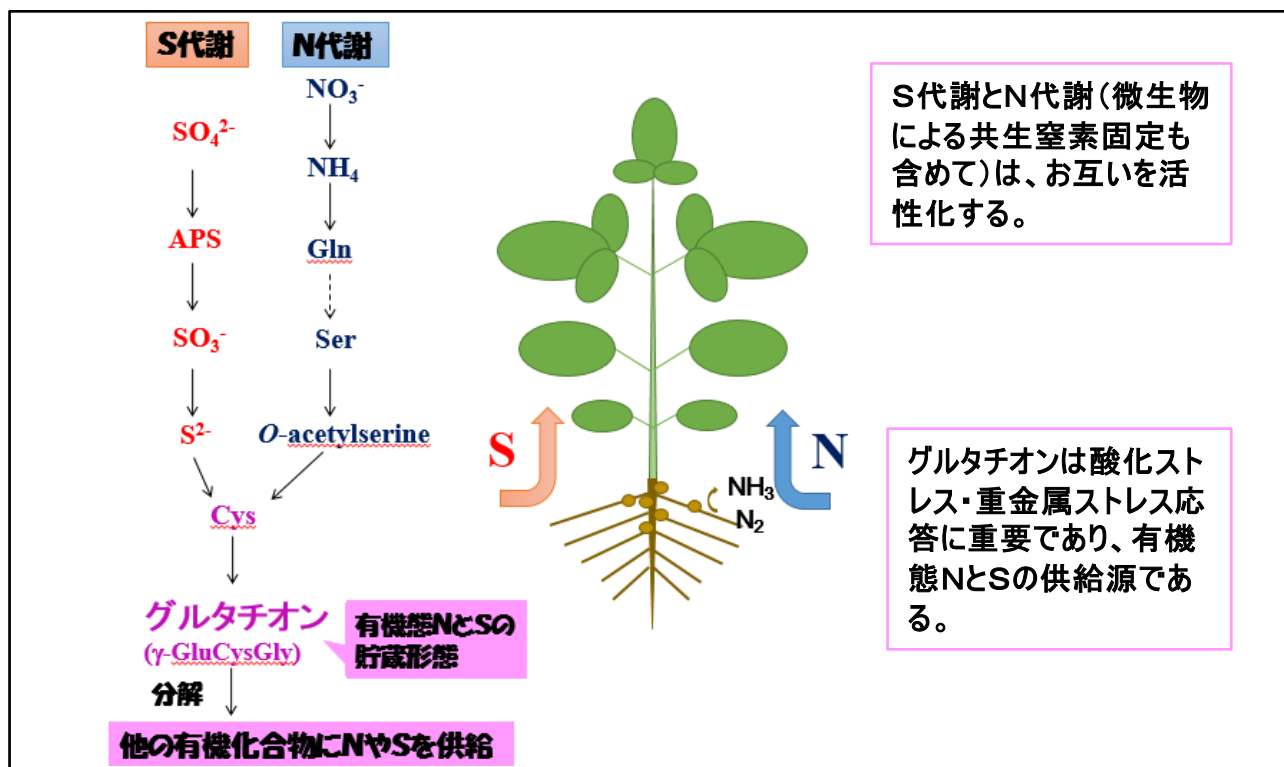 S代謝
N代謝
NO₃⁻
SO₄²⁻
NH₄
APS
Gln
SO₃⁻
Ser
S²⁻
O-acetylserine
Cys
グルタチオン
(γ-GluCysGly)
有機態NとSの
貯蔵形態
分解
他の有機化合物にNやSを供給
S
N
NH₃
N₂
S代謝とN代謝(微生物
による共生窒素固定も
含めて)は、お互いを活
性化する。
グルタチオンは酸化スト
レス・重金属ストレス応
答に重要であり、有機
態NとSの供給源であ
る。